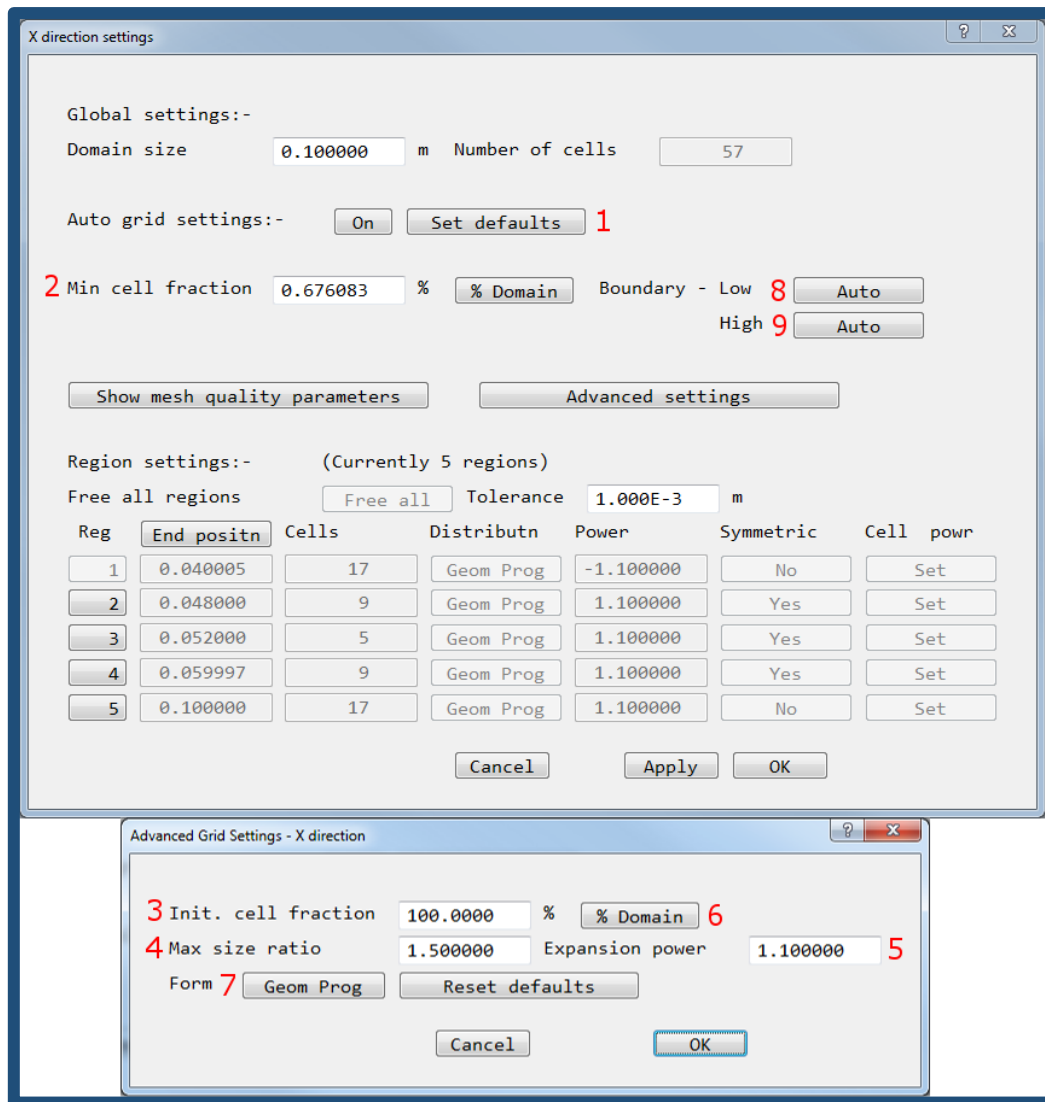 X direction settings
Global settings:-
Domain size 0.100000 m Number of cells 57
Auto grid settings:- On Set defaults 1
2 Min cell fraction 0.676083 % % Domain Boundary - Low 8 Auto
High 9 Auto
Show mesh quality parameters Advanced settings
Region settings:- (Currently 5 regions)
Free all regions Free all Tolerance 1.000E-3 m
Reg End positn Cells Distributn Power Symmetric Cell powr
1 0.040005 17 Geom Prog -1.100000 No Set
2 0.048000 9 Geom Prog 1.100000 Yes Set
3 0.052000 5 Geom Prog 1.100000 Yes Set
4 0.059997 9 Geom Prog 1.100000 Yes Set
5 0.100000 17 Geom Prog 1.100000 No Set
Cancel Apply OK
Advanced Grid Settings - X direction
3 Init. cell fraction 100.0000 % % Domain 6
4 Max size ratio 1.500000 Expansion power 1.100000 5
Form 7 Geom Prog Reset defaults
Cancel OK